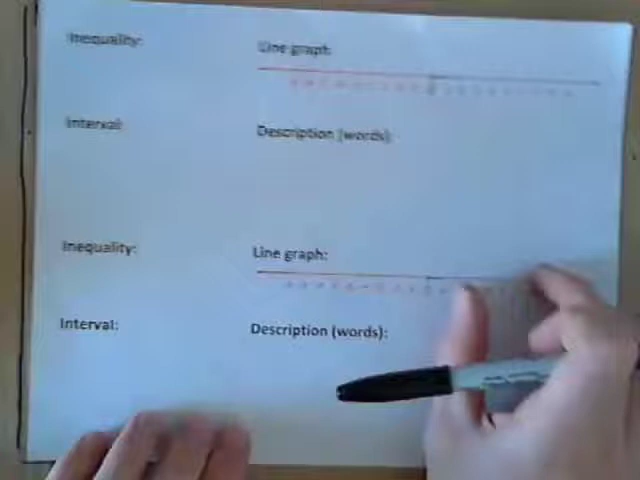 Inequality:
Line graph:
Interval:
Description (words):
Inequality:
Line graph:
Interval:
Description (words):